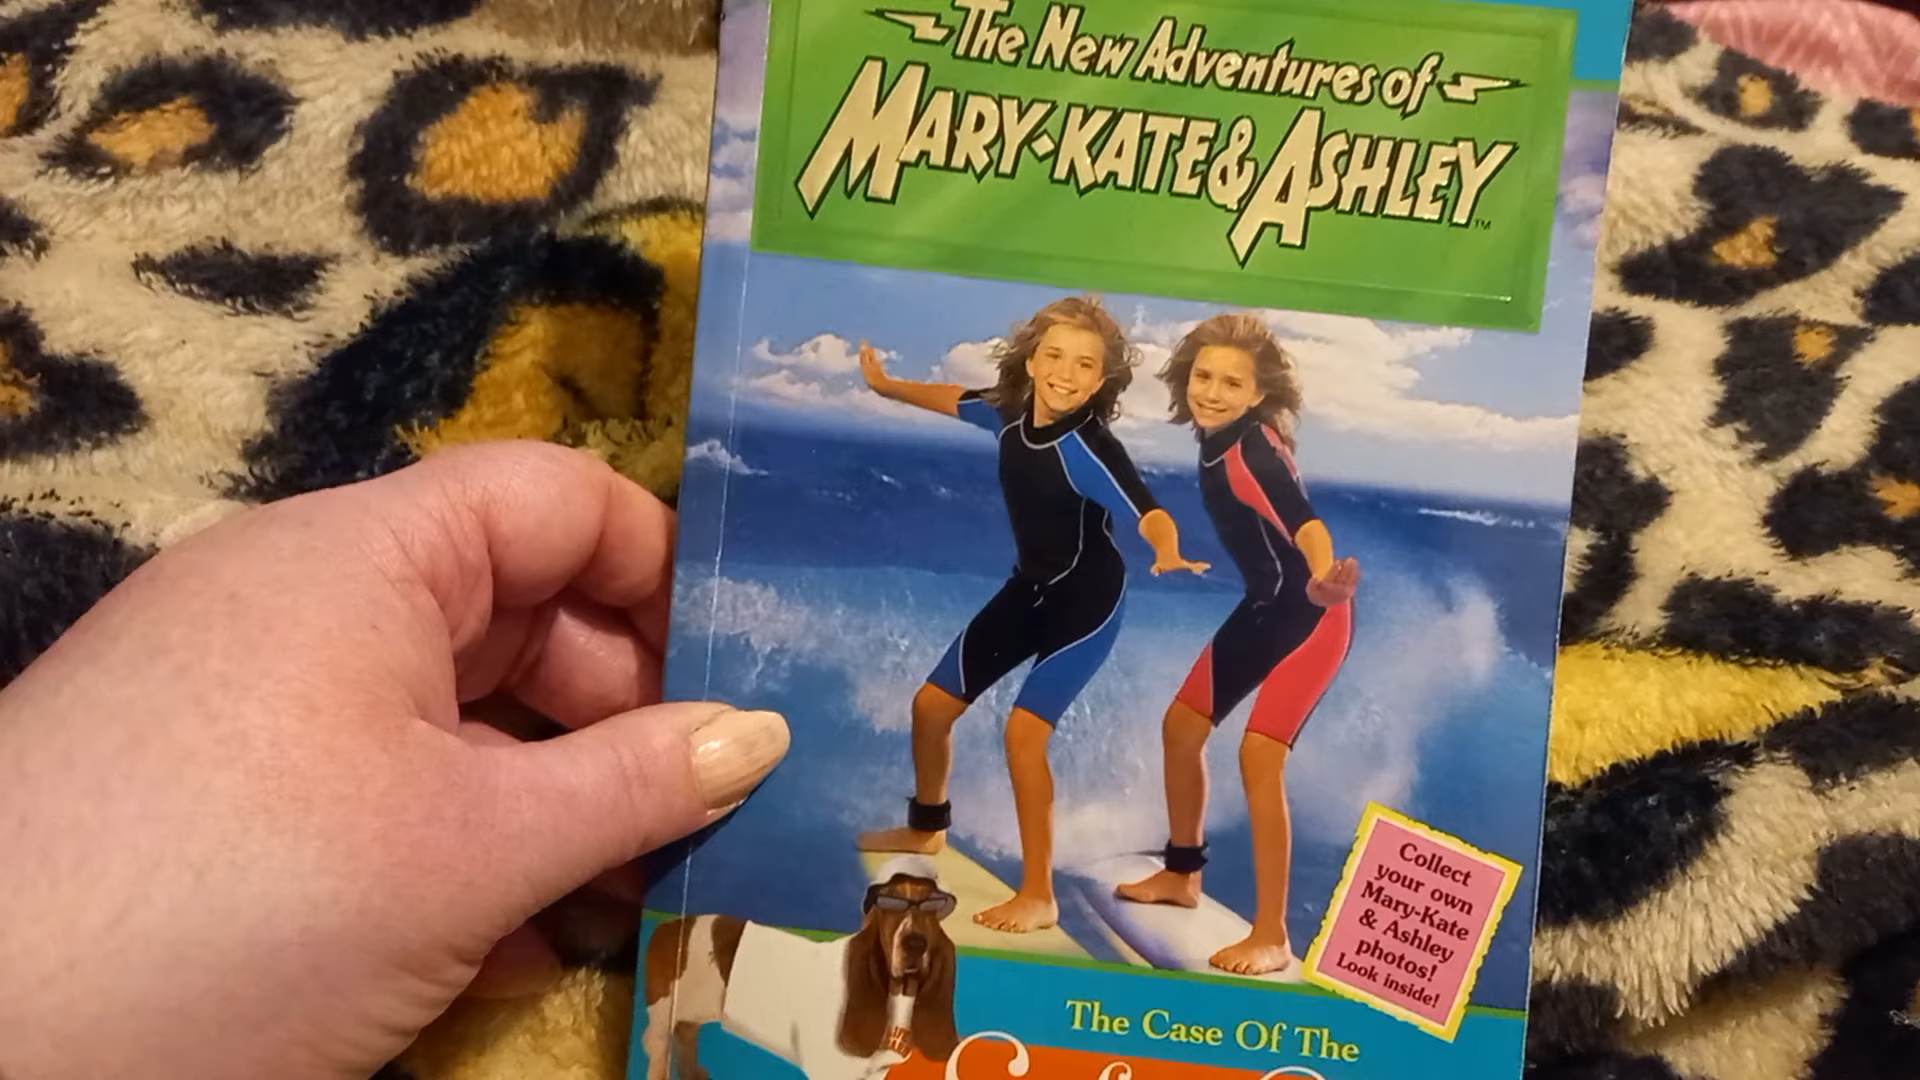 The New Adventures of
MARY-KATE & ASHLEY™
Collect
your own
Mary-Kate
& Ashley
photos!
Look inside!
The Case Of The